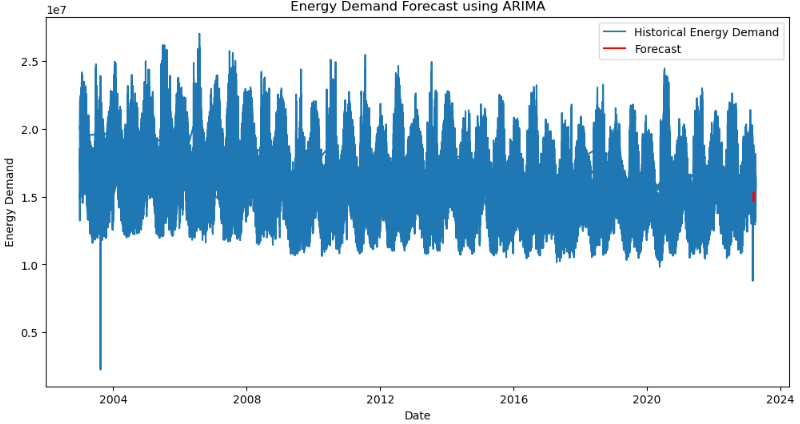 Energy Demand Forecast using ARIMA
1e7
Historical Energy Demand
Forecast
2.5
2.0
1.5
1.0
0.5
Energy Demand
2004
2008
2012
2016
2020
2024
Date